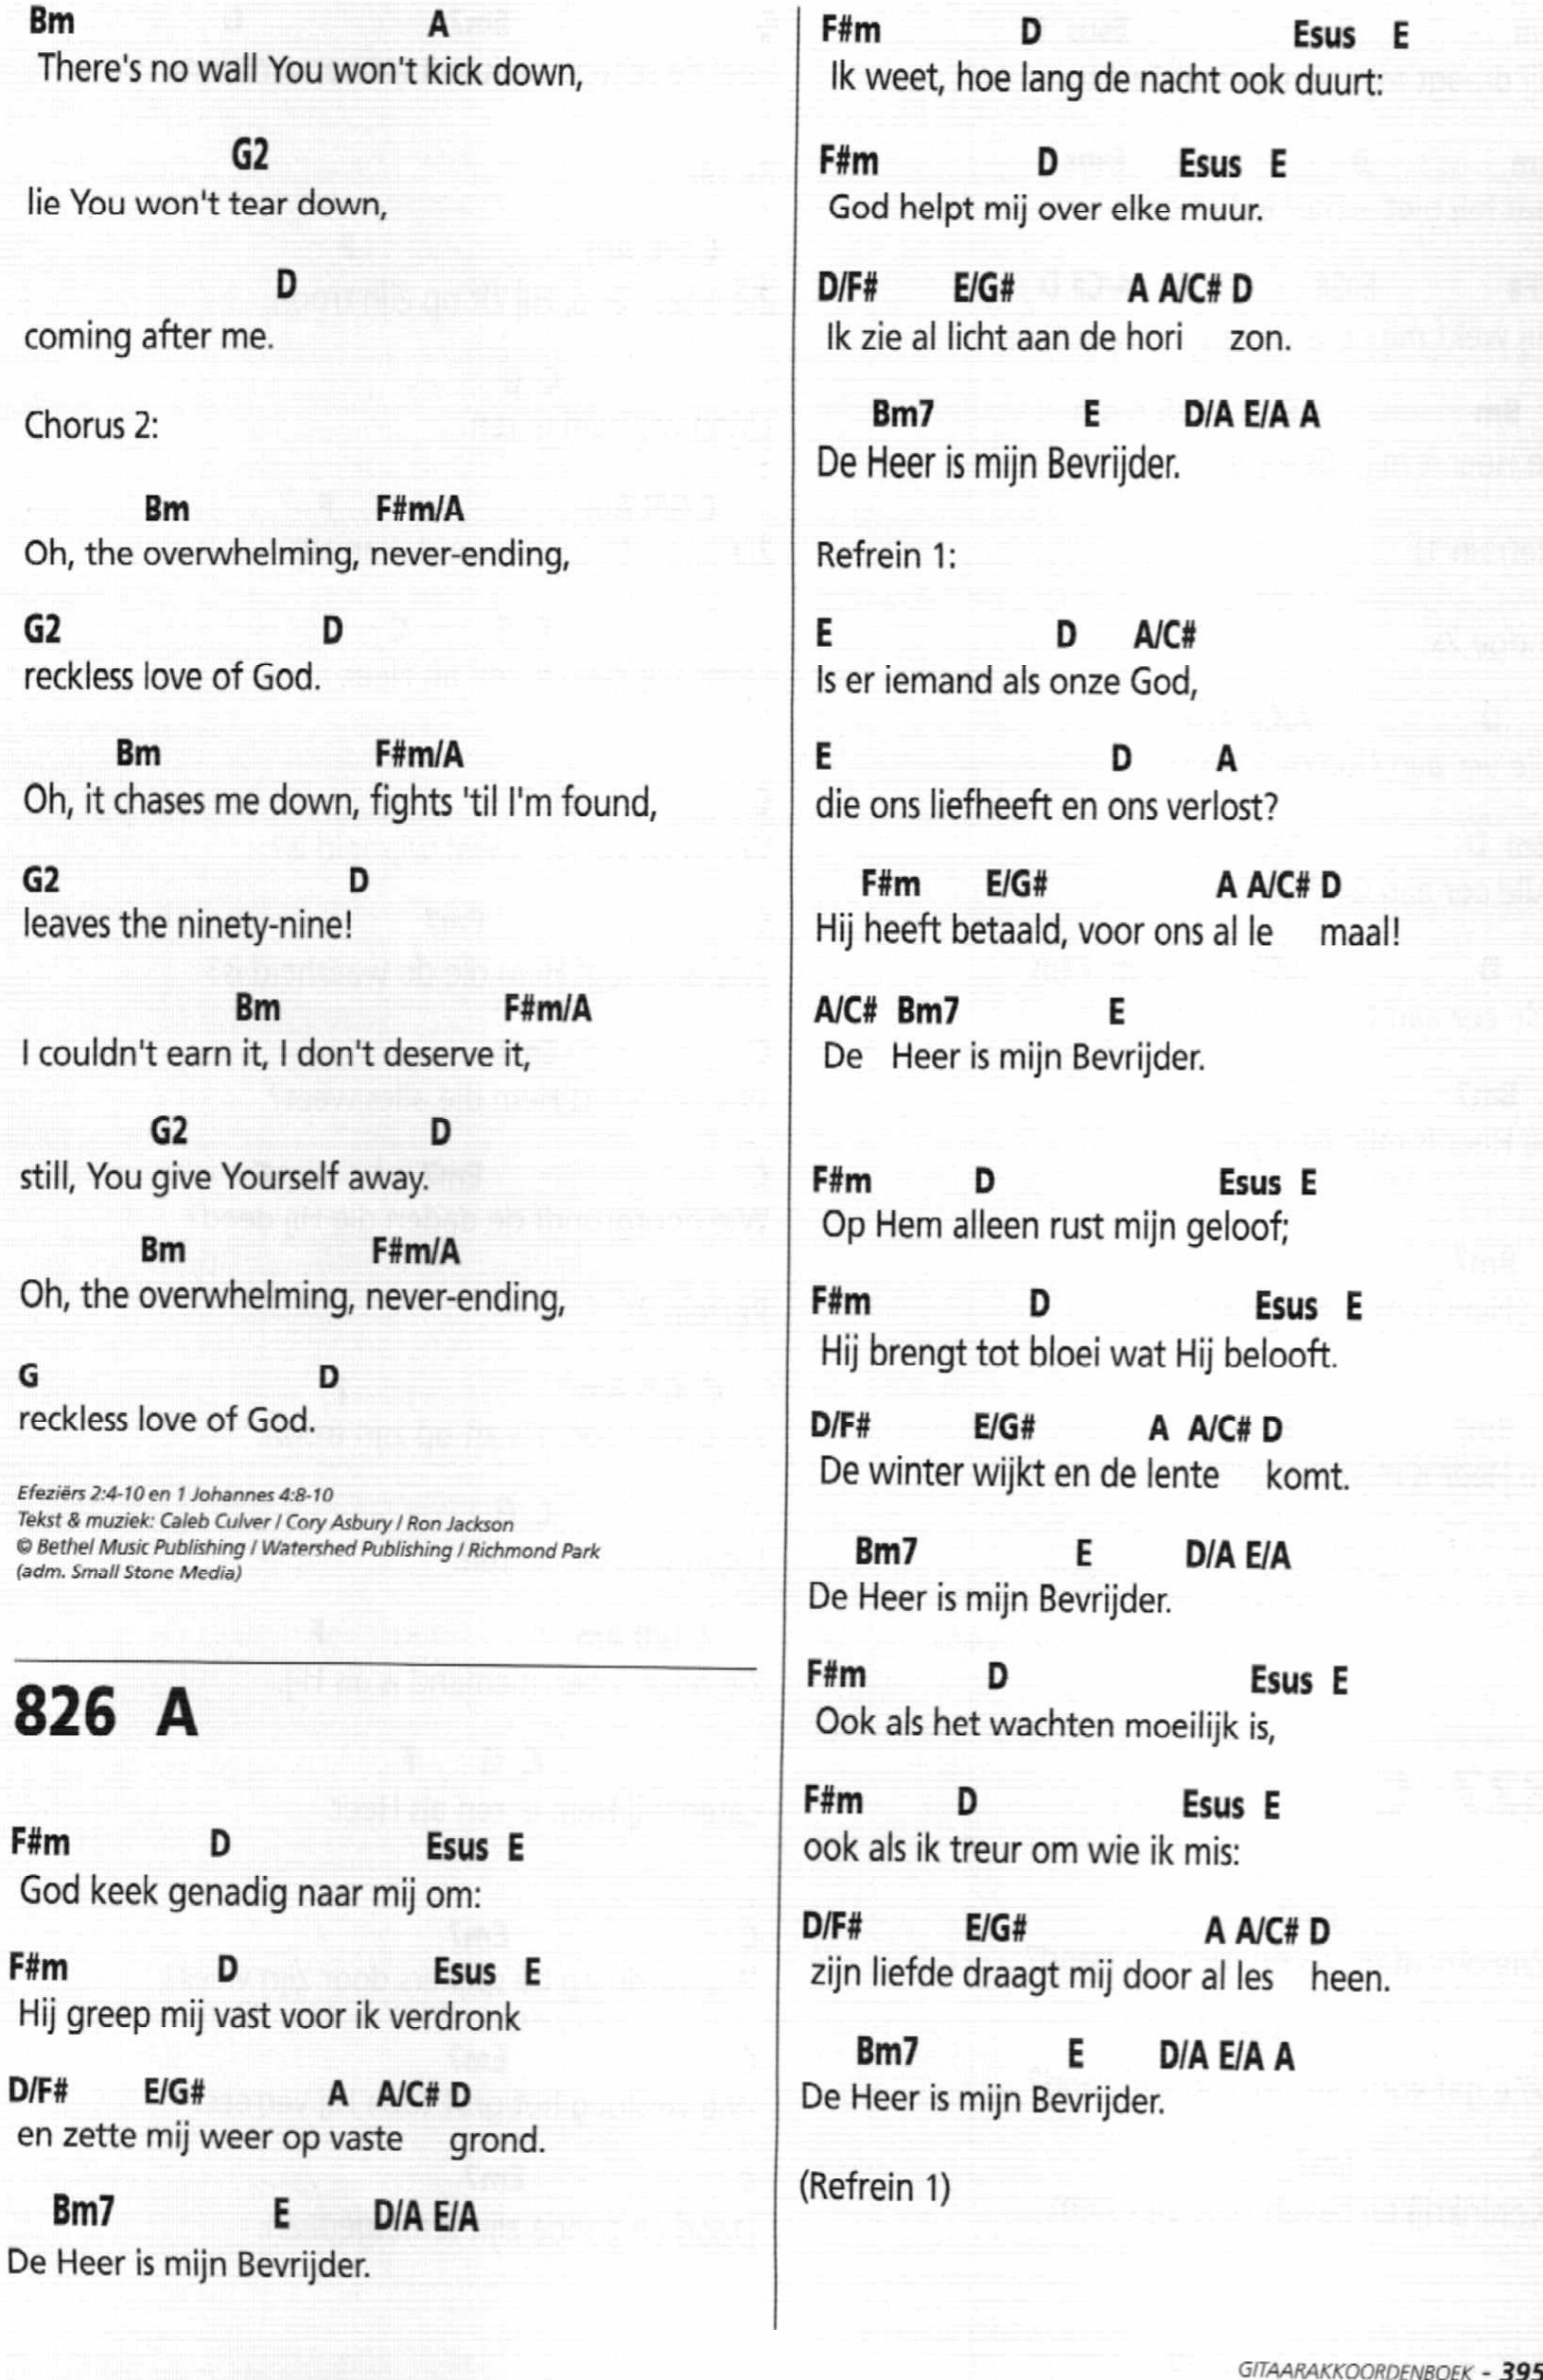 Bm A
There's no wall You won't kick down,
G2
lie You won't tear down,
D
coming after me.
Chorus 2:
Bm F#m/A
Oh, the overwhelming, never-ending,
G2 D
reckless love of God.
Bm F#m/A
Oh, it chases me down, fights 'til I'm found,
G2 D
leaves the ninety-nine!
Bm F#m/A
I couldn't earn it, I don't deserve it,
G2 D
still, You give Yourself away.
Bm F#m/A
Oh, the overwhelming, never-ending,
G D
reckless love of God.
Efeziërs 2:4-10 en 1 Johannes 4:8-10
Tekst & muziek: Caleb Culver / Cory Asbury / Ron Jackson
© Bethel Music Publishing / Watershed Publishing / Richmond Park
(adm. Small Stone Media)
826 A
F#m D Esus E
God keek genadig naar mij om:
F#m D Esus E
Hij greep mij vast voor ik verdronk
D/F# E/G# A A/C# D
en zette mij weer op vaste grond.
Bm7 E D/A E/A
De Heer is mijn Bevrijder.
F#m D Esus E
Ik weet, hoe lang de nacht ook duurt:
F#m D Esus E
God helpt mij over elke muur.
D/F# E/G# A A/C# D
Ik zie al licht aan de hori zon.
Bm7 E D/A E/A A
De Heer is mijn Bevrijder.
Refrein 1:
E D A/C#
Is er iemand als onze God,
E D A
die ons liefheeft en ons verlost?
F#m E/G# A A/C# D
Hij heeft betaald, voor ons al le maal!
A/C# Bm7 E
De Heer is mijn Bevrijder.
F#m D Esus E
Op Hem alleen rust mijn geloof;
F#m D Esus E
Hij brengt tot bloei wat Hij belooft.
D/F# E/G# A A/C# D
De winter wijkt en de lente komt.
Bm7 E D/A E/A
De Heer is mijn Bevrijder.
F#m D Esus E
Ook als het wachten moeilijk is,
F#m D Esus E
ook als ik treur om wie ik mis:
D/F# E/G# A A/C# D
zijn liefde draagt mij door al les heen.
Bm7 E D/A E/A A
De Heer is mijn Bevrijder.
(Refrein 1)
GITAARAKKOORDENBOEK - 395